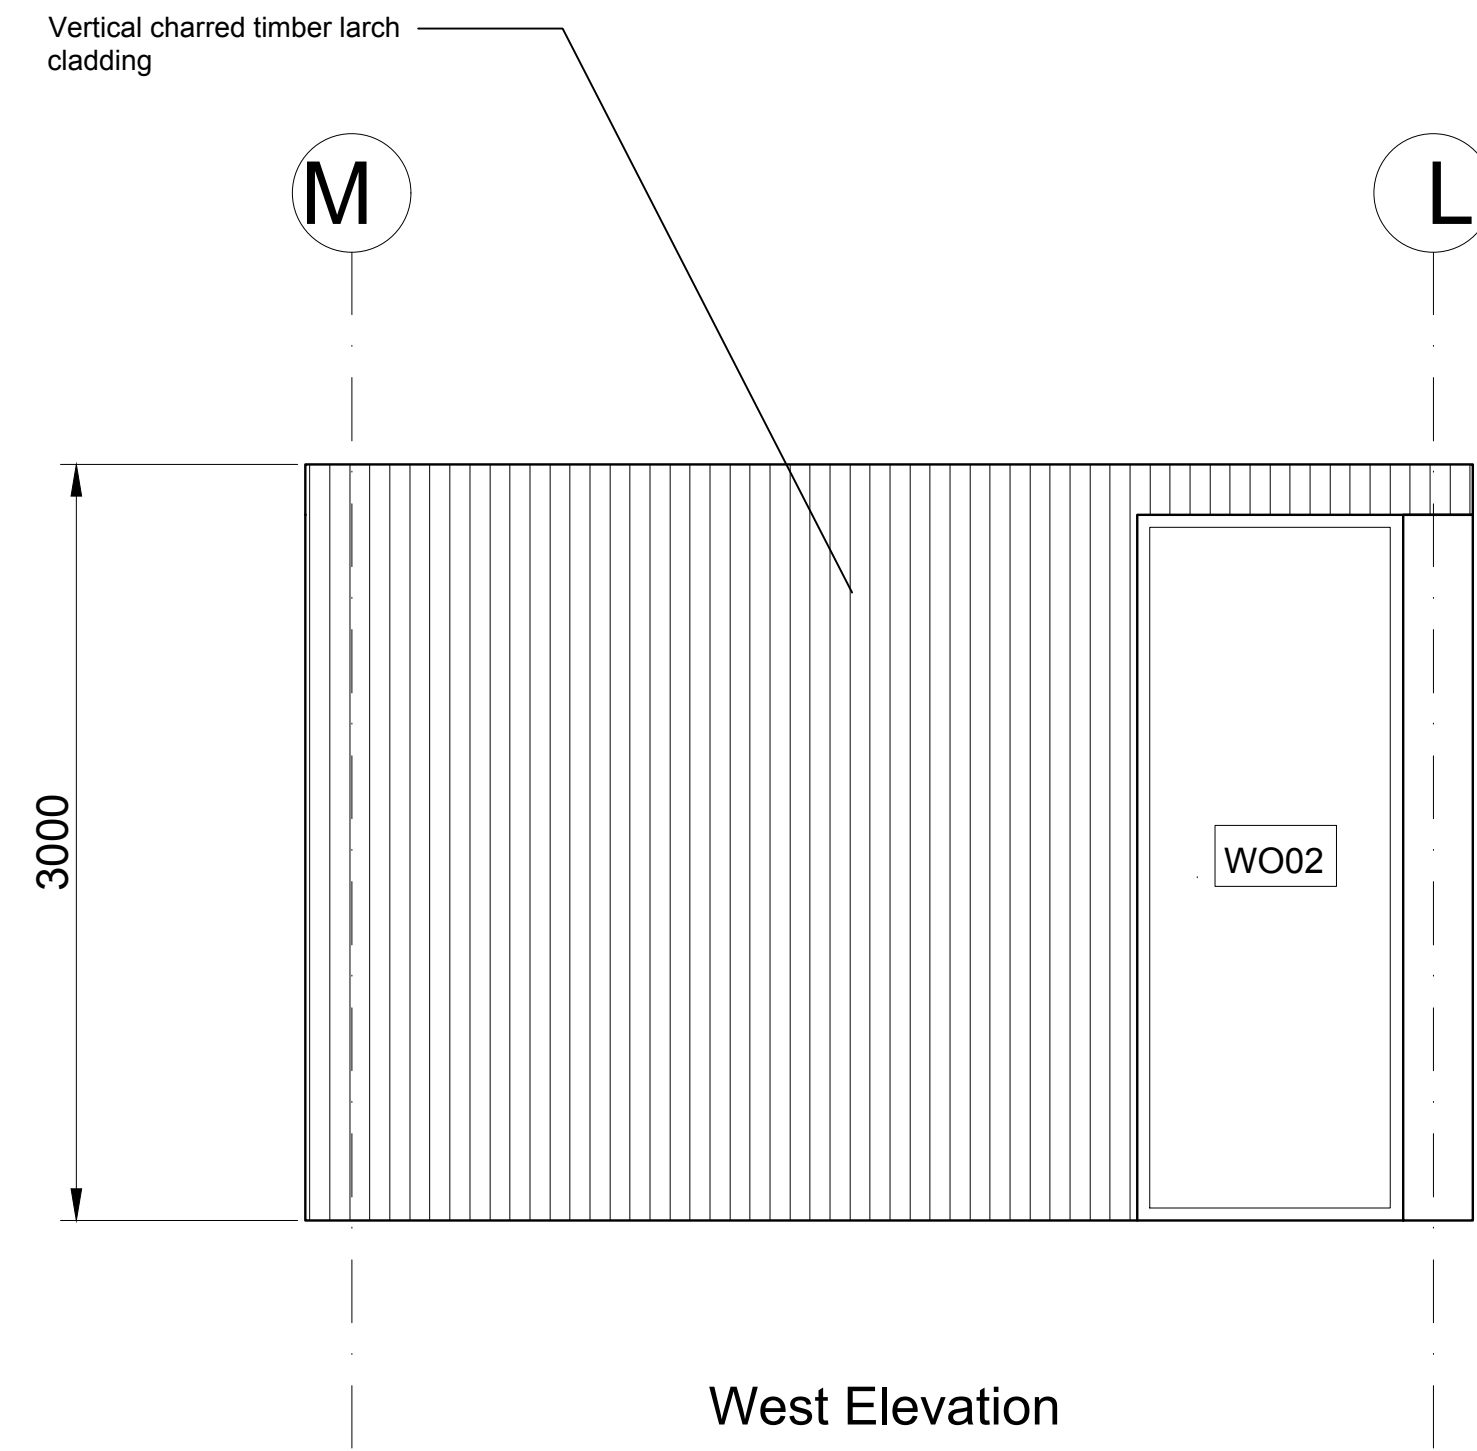 Vertical charred timber larch
cladding
M
L
3000
WO02
West Elevation